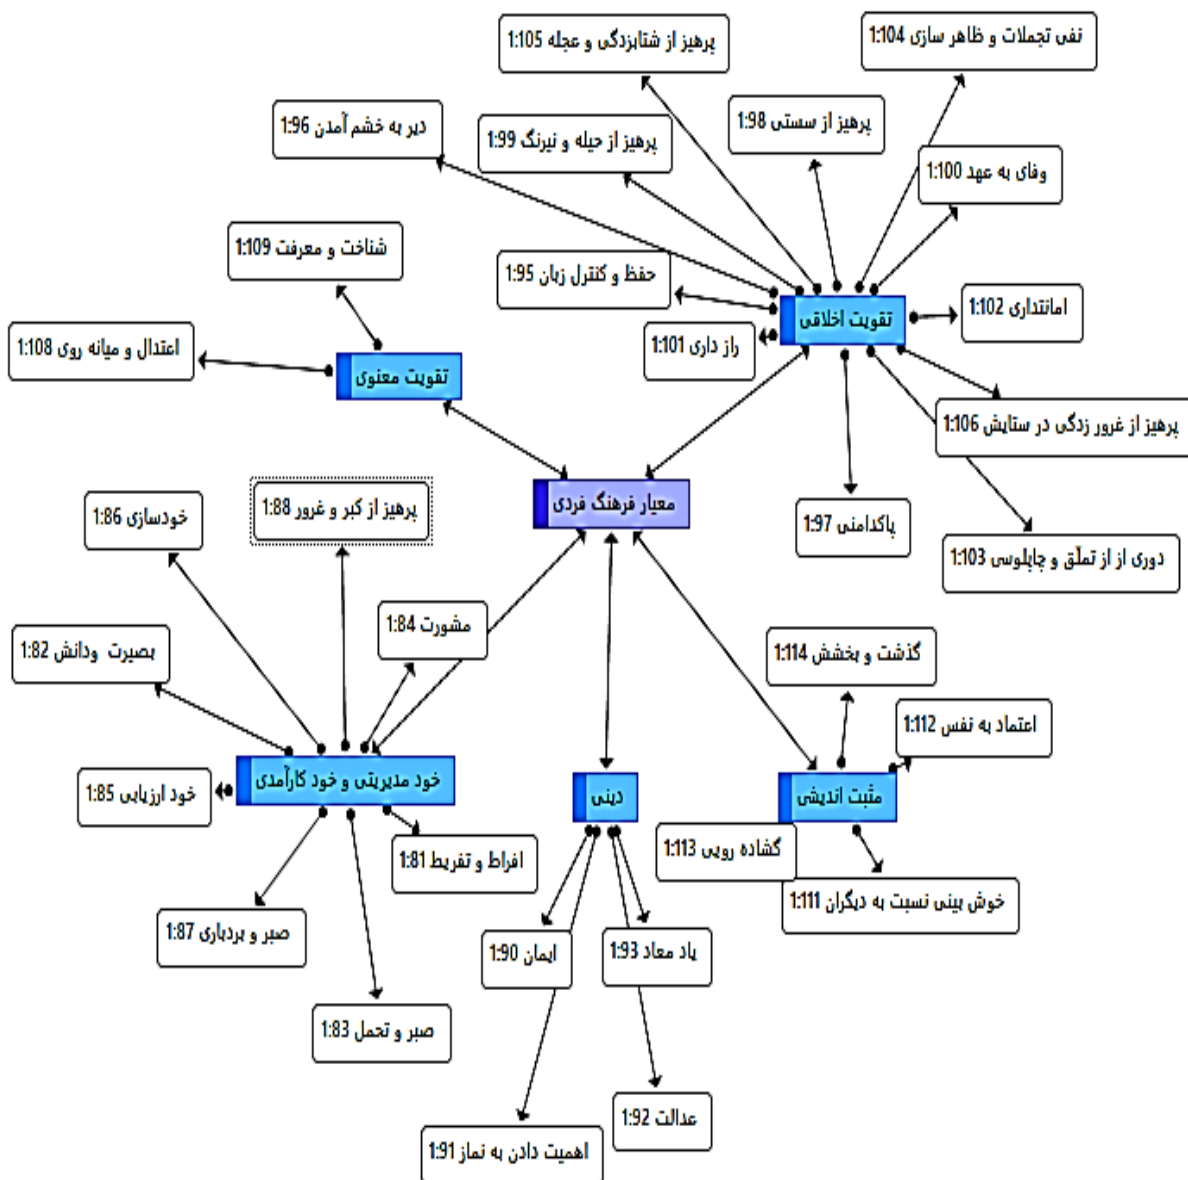 پرهیز از شتابزدگی و عجله 1:105
نفی تجملات و ظاهر سازی 1:104
دیر به خشم آمدن 1:96
پرهیز از حیله و نیرنگ 1:99
پرهیز از سستی 1:98
وفای به عهد 1:100
شناخت و معرفت 1:109
حفظ و کنترل زبان 1:95
تقویت اخلاقی
امانتداری 1:102
اعتدال و میانه روی 1:108
راز داری 1:101
تقویت معنوی
پرهیز از غرور زدگی در ستایش 1:106
معیار فرهنگ فردی
پاکدامنی 1:97
دوری از از تملّق و چاپلوسی 1:103
خودسازی 1:86
پرهیز از کبر و غرور 1:88
مشورت 1:84
بصیرت ودانش 1:82
گذشت و بخشش 1:114
اعتماد به نفس 1:112
خود ارزیابی 1:85
خود مدیریتی و خود کارآمدی
دینی
مثبت اندیشی
افراط و تفریط 1:81
گشاده رویی 1:113
خوش بینی نسبت به دیگران 1:111
صبر و بردباری 1:87
ایمان 1:90
یاد معاد 1:93
صبر و تحمل 1:83
عدالت 1:92
اهمیت دادن به نماز 1:91